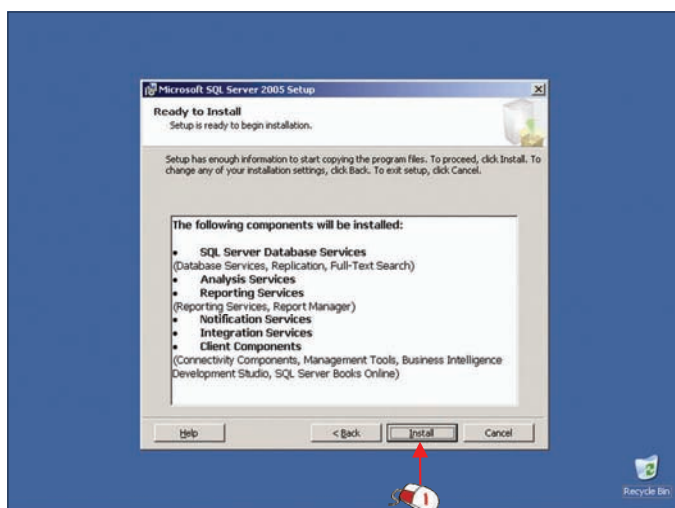 Microsoft SQL Server 2005 Setup
Ready to Install
Setup is ready to begin installation.
Setup has enough information to start copying the program files. To proceed, click Install. To
change any of your installation settings, click Back. To exit setup, click Cancel.
The following components will be installed:
• SQL Server Database Services
(Database Services, Replication, Full-Text Search)
• Analysis Services
• Reporting Services
(Reporting Services, Report Manager)
• Notification Services
• Integration Services
• Client Components
(Connectivity Components, Management Tools, Business Intelligence
Development Studio, SQL Server Books Online)
Help
< Back
Install
Cancel
1
Recycle Bin